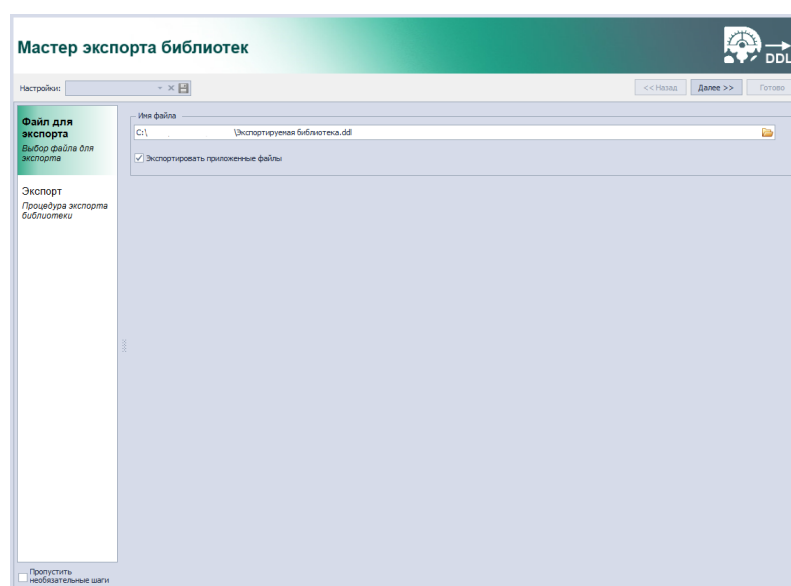 Мастер экспорта библиотек
DDL
Настройки:
<< Назад
Далее >>
Готово
Файл для
экспорта
Выбор файла для
экспорта
Экспорт
Процедура экспорта
библиотеки
Имя файла
C:\ \Экспортируемая библиотека.ddl
Экспортировать приложенные файлы
Пропустить
необязательные шаги